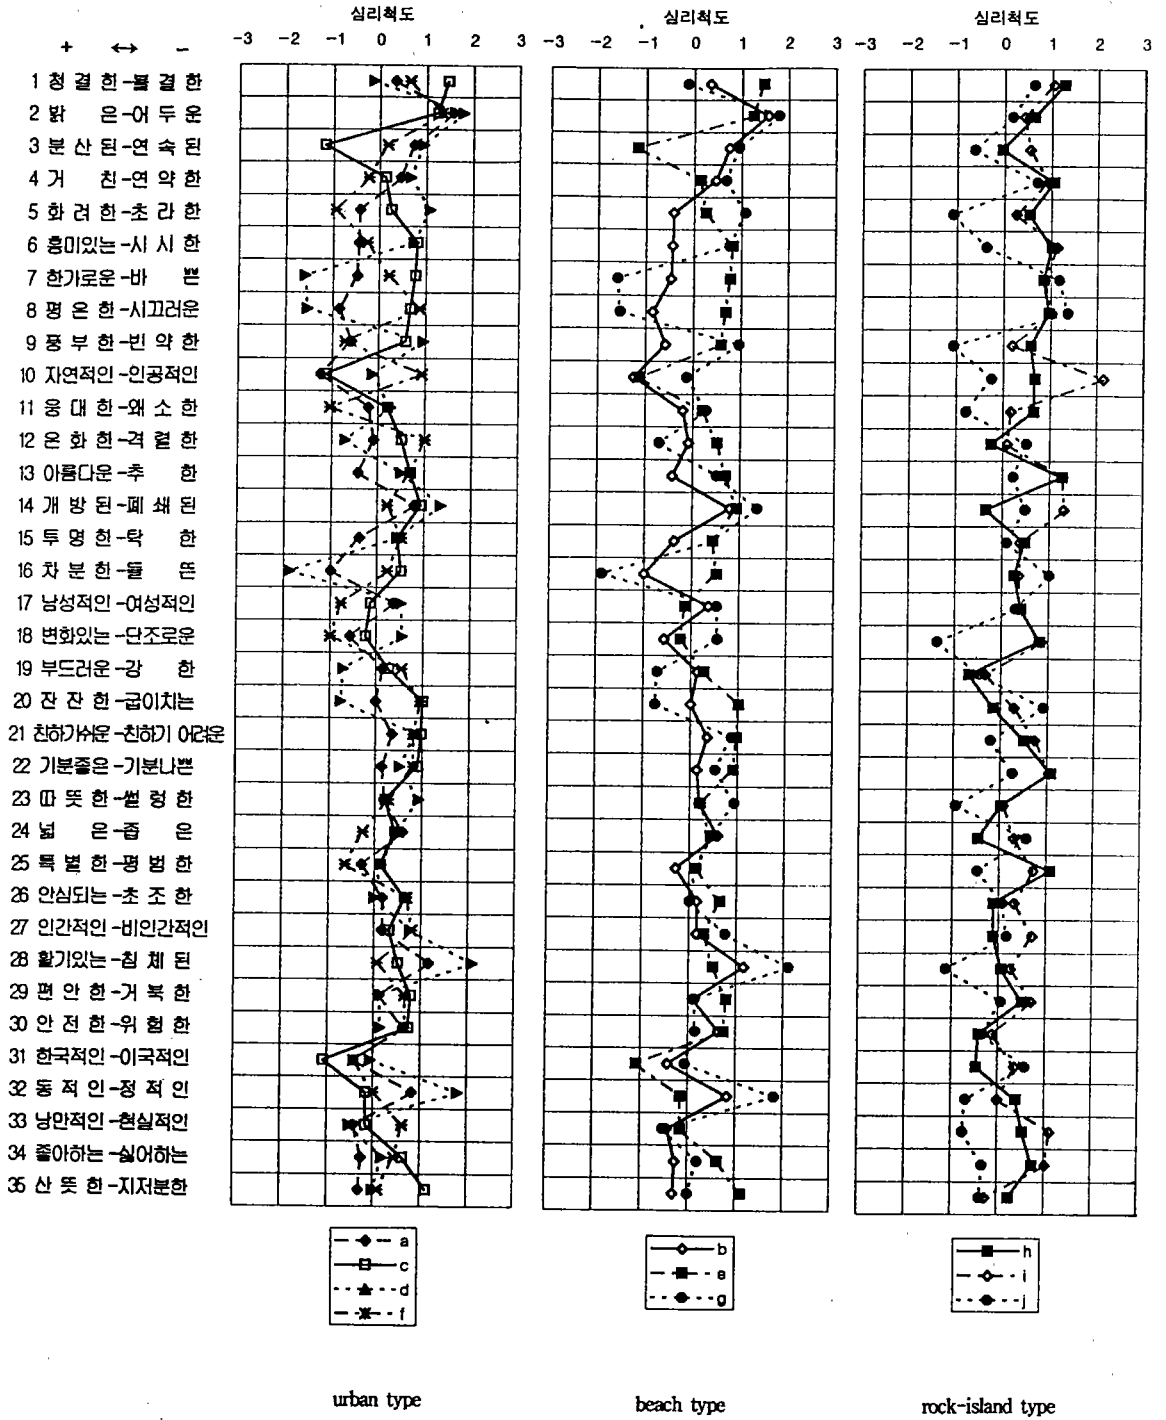 심리척도 심리척도 심리척도
+ ↔ −
−3 −2 −1 0 1 2 3 −3 −2 −1 0 1 2 3 −3 −2 −1 0 1 2 3
1 청 결 한-불 결 한
2 밝 은-어 두 운
3 분 산 된-연 속 된
4 거 친-연 약 한
5 화 려 한-초 라 한
6 흥미있는-시 시 한
7 한가로운-바 쁜
8 평 온 한-시끄러운
9 풍 부 한-빈 약 한
10 자연적인-인공적인
11 웅 대 한-왜 소 한
12 온 화 한-격 렬 한
13 아름다운-추 한
14 개 방 된-폐 쇄 된
15 투 명 한-탁 한
16 차 분 한-들 뜬
17 남성적인-여성적인
18 변화있는-단조로운
19 부드러운-강 한
20 잔 잔 한-굽이치는
21 친하기쉬운-친하기 어려운
22 기분좋은-기분나쁜
23 따 뜻 한-썰 렁 한
24 넓 은-좁 은
25 특 별 한-평 범 한
26 안심되는-초 조 한
27 인간적인-비인간적인
28 활기있는-침 체 된
29 편 안 한-거 북 한
30 안 전 한-위 험 한
31 한국적인-이국적인
32 동 적 인-정 적 인
33 낭만적인-현실적인
34 좋아하는-싫어하는
35 산 뜻 한-지저분한
a
c
d
f
b
e
g
h
i
j
urban type
beach type
rock-island type